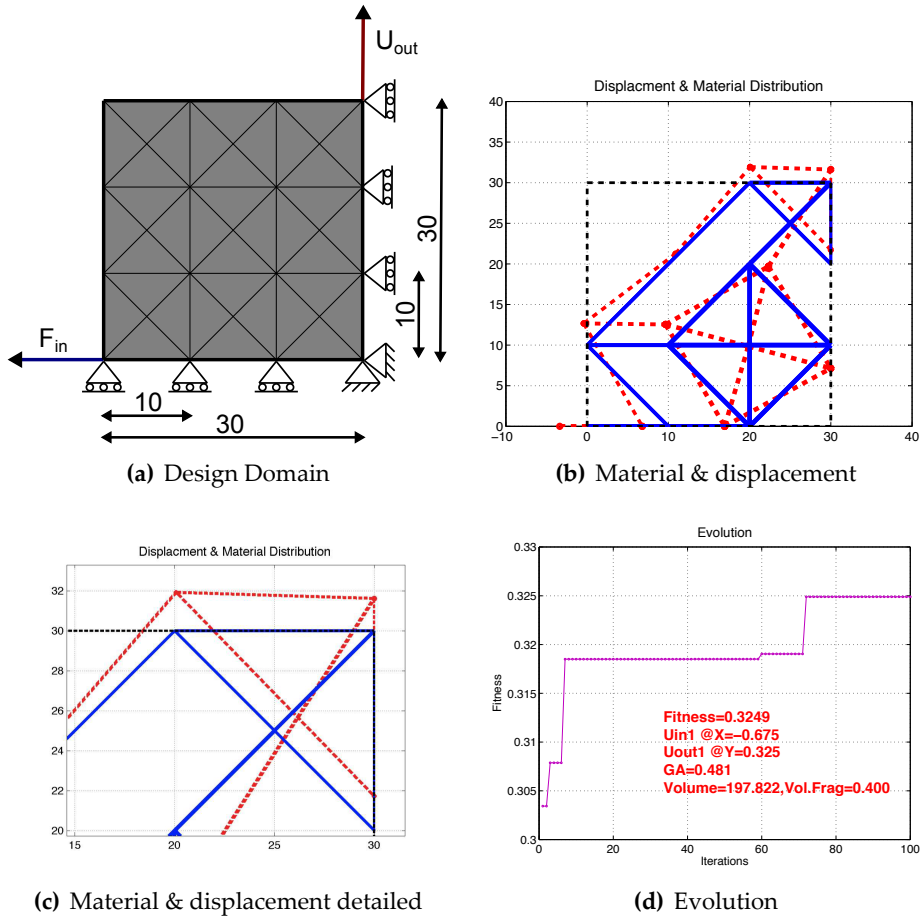 U_out
F_in
10
30
10
30
(a) Design Domain
Displacment & Material Distribution
40
35
30
25
20
15
10
5
0
−10
0
10
20
30
40
(b) Material & displacement
Displacment & Material Distribution
32
30
28
26
24
22
20
15
20
25
30
(c) Material & displacement detailed
Evolution
0.33
0.325
0.32
0.315
0.31
0.305
0.3
Fitness
Fitness=0.3249
Uin1 @X=−0.675
Uout1 @Y=0.325
GA=0.481
Volume=197.822,Vol.Frag=0.400
0
20
40
60
80
100
Iterations
(d) Evolution